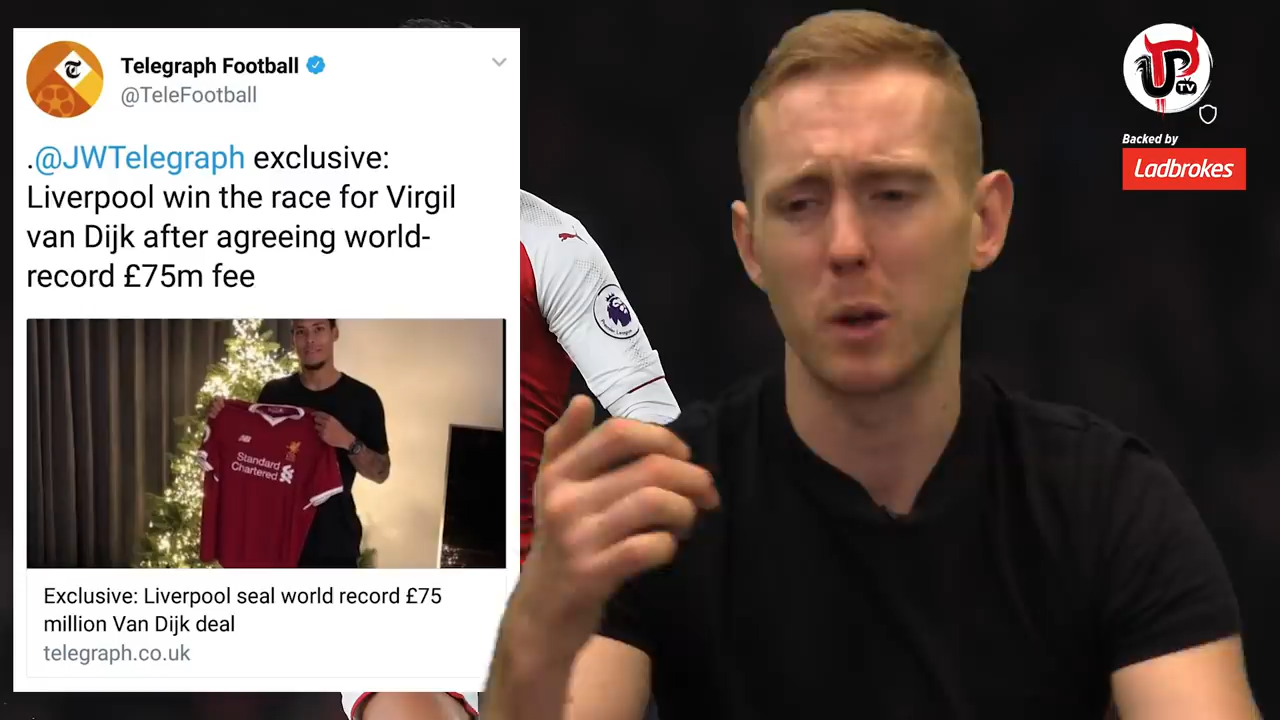 Telegraph Football
@TeleFootball
.@JWTelegraph exclusive:
Liverpool win the race for Virgil
van Dijk after agreeing world-
record £75m fee
Standard
Chartered
Exclusive: Liverpool seal world record £75
million Van Dijk deal
telegraph.co.uk
Premier League
UP
TV
Backed by
Ladbrokes